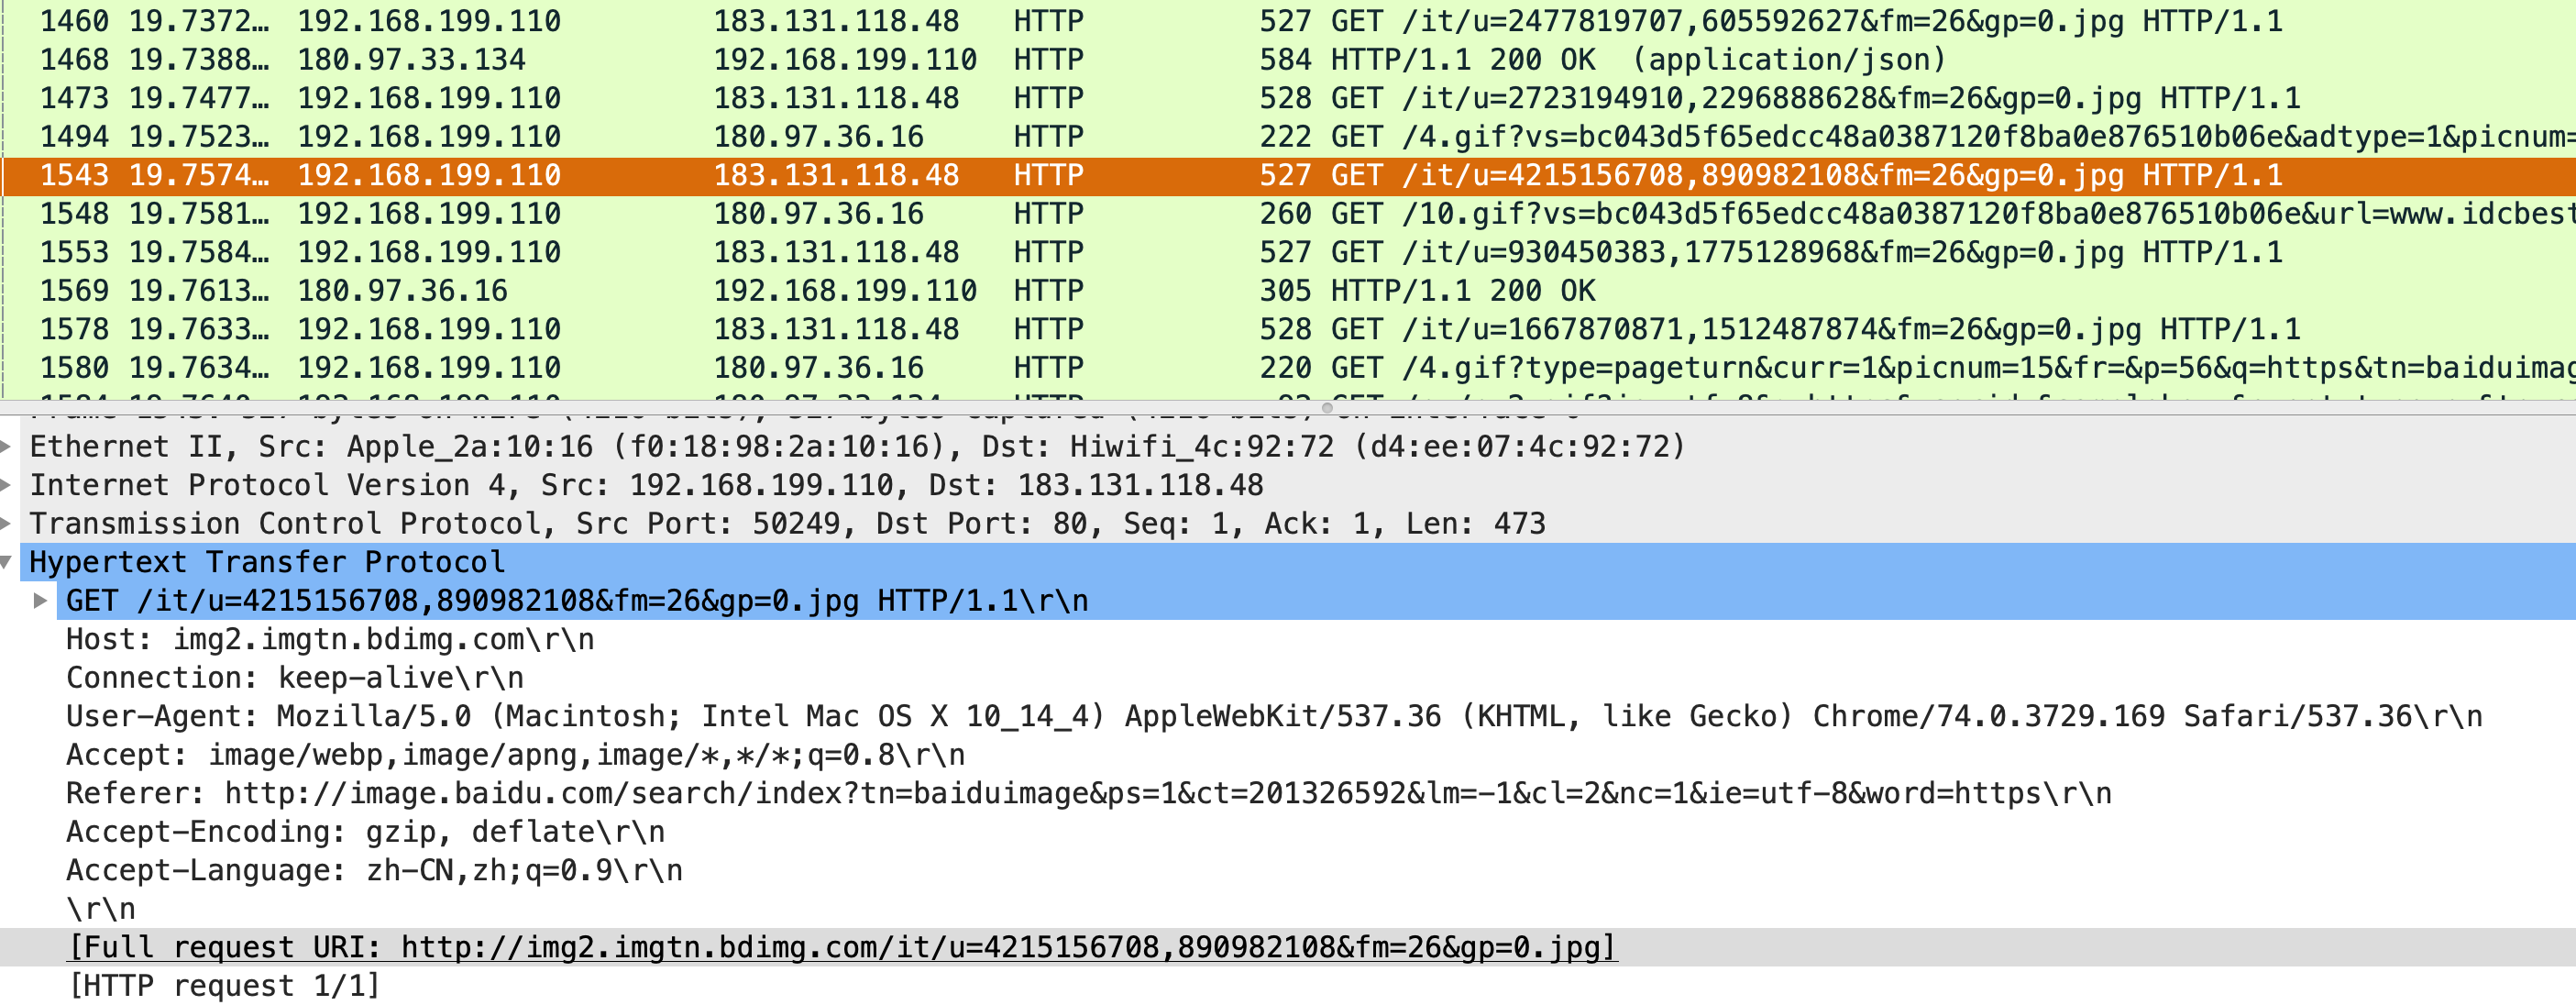 1460 19.7372… 192.168.199.110 183.131.118.48 HTTP 527 GET /it/u=2477819707,605592627&fm=26&gp=0.jpg HTTP/1.1
1468 19.7388… 180.97.33.134 192.168.199.110 HTTP 584 HTTP/1.1 200 OK (application/json)
1473 19.7477… 192.168.199.110 183.131.118.48 HTTP 528 GET /it/u=2723194910,2296888628&fm=26&gp=0.jpg HTTP/1.1
1494 19.7523… 192.168.199.110 180.97.36.16 HTTP 222 GET /4.gif?vs=bc043d5f65edcc48a0387120f8ba0e876510b06e&adtype=1&picnum=
1543 19.7574… 192.168.199.110 183.131.118.48 HTTP 527 GET /it/u=4215156708,890982108&fm=26&gp=0.jpg HTTP/1.1
1548 19.7581… 192.168.199.110 180.97.36.16 HTTP 260 GET /10.gif?vs=bc043d5f65edcc48a0387120f8ba0e876510b06e&url=www.idcbest
1553 19.7584… 192.168.199.110 183.131.118.48 HTTP 527 GET /it/u=930450383,1775128968&fm=26&gp=0.jpg HTTP/1.1
1569 19.7613… 180.97.36.16 192.168.199.110 HTTP 305 HTTP/1.1 200 OK
1578 19.7633… 192.168.199.110 183.131.118.48 HTTP 528 GET /it/u=1667870871,1512487874&fm=26&gp=0.jpg HTTP/1.1
1580 19.7634… 192.168.199.110 180.97.36.16 HTTP 220 GET /4.gif?type=pageturn&curr=1&picnum=15&fr=&p=56&q=https&tn=baiduimag
Ethernet II, Src: Apple_2a:10:16 (f0:18:98:2a:10:16), Dst: Hiwifi_4c:92:72 (d4:ee:07:4c:92:72)
Internet Protocol Version 4, Src: 192.168.199.110, Dst: 183.131.118.48
Transmission Control Protocol, Src Port: 50249, Dst Port: 80, Seq: 1, Ack: 1, Len: 473
Hypertext Transfer Protocol
GET /it/u=4215156708,890982108&fm=26&gp=0.jpg HTTP/1.1\r\n
Host: img2.imgtn.bdimg.com\r\n
Connection: keep-alive\r\n
User-Agent: Mozilla/5.0 (Macintosh; Intel Mac OS X 10_14_4) AppleWebKit/537.36 (KHTML, like Gecko) Chrome/74.0.3729.169 Safari/537.36\r\n
Accept: image/webp,image/apng,image/*,*/*;q=0.8\r\n
Referer: http://image.baidu.com/search/index?tn=baiduimage&ps=1&ct=201326592&lm=-1&cl=2&nc=1&ie=utf-8&word=https\r\n
Accept-Encoding: gzip, deflate\r\n
Accept-Language: zh-CN,zh;q=0.9\r\n
\r\n
[Full request URI: http://img2.imgtn.bdimg.com/it/u=4215156708,890982108&fm=26&gp=0.jpg]
[HTTP request 1/1]